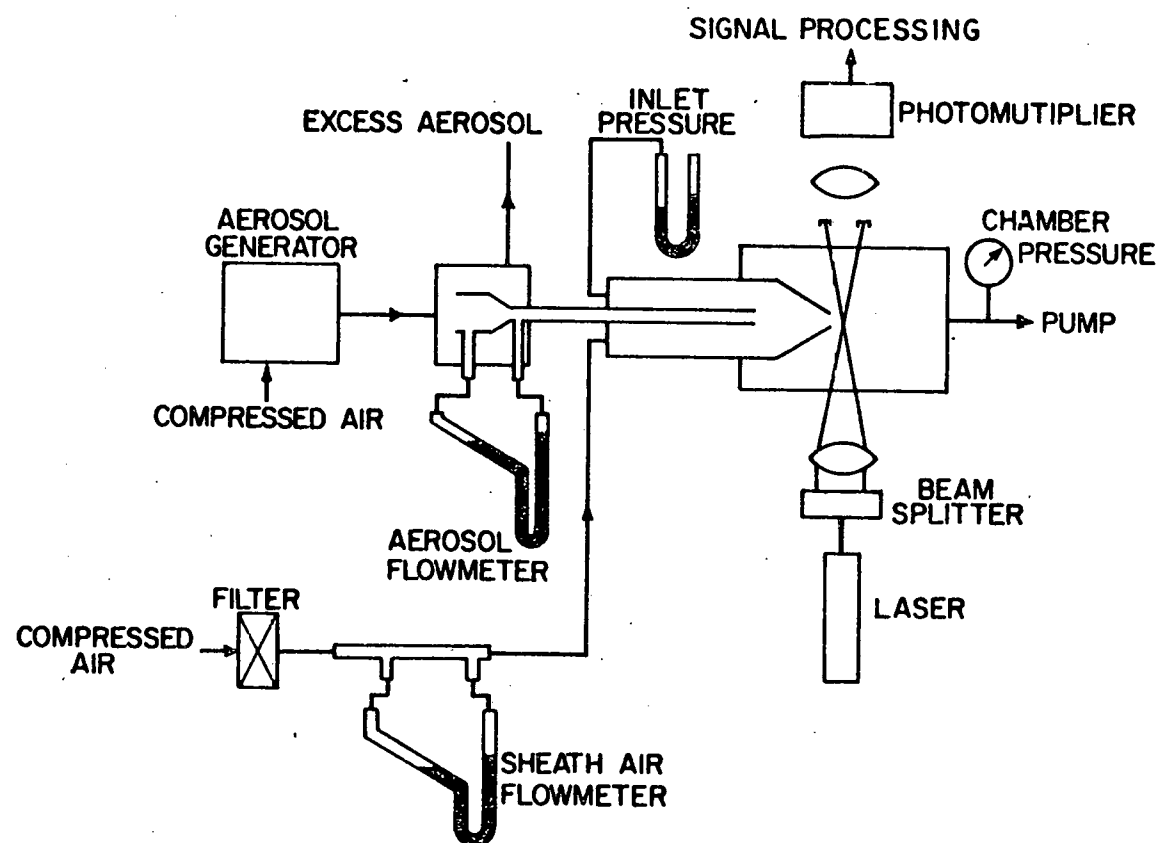 SIGNAL PROCESSING
PHOTOMUTIPLIER
INLET
PRESSURE
EXCESS AEROSOL
AEROSOL
GENERATOR
CHAMBER
PRESSURE
PUMP
COMPRESSED AIR
BEAM
SPLITTER
AEROSOL
FLOWMETER
LASER
FILTER
COMPRESSED
AIR
SHEATH AIR
FLOWMETER